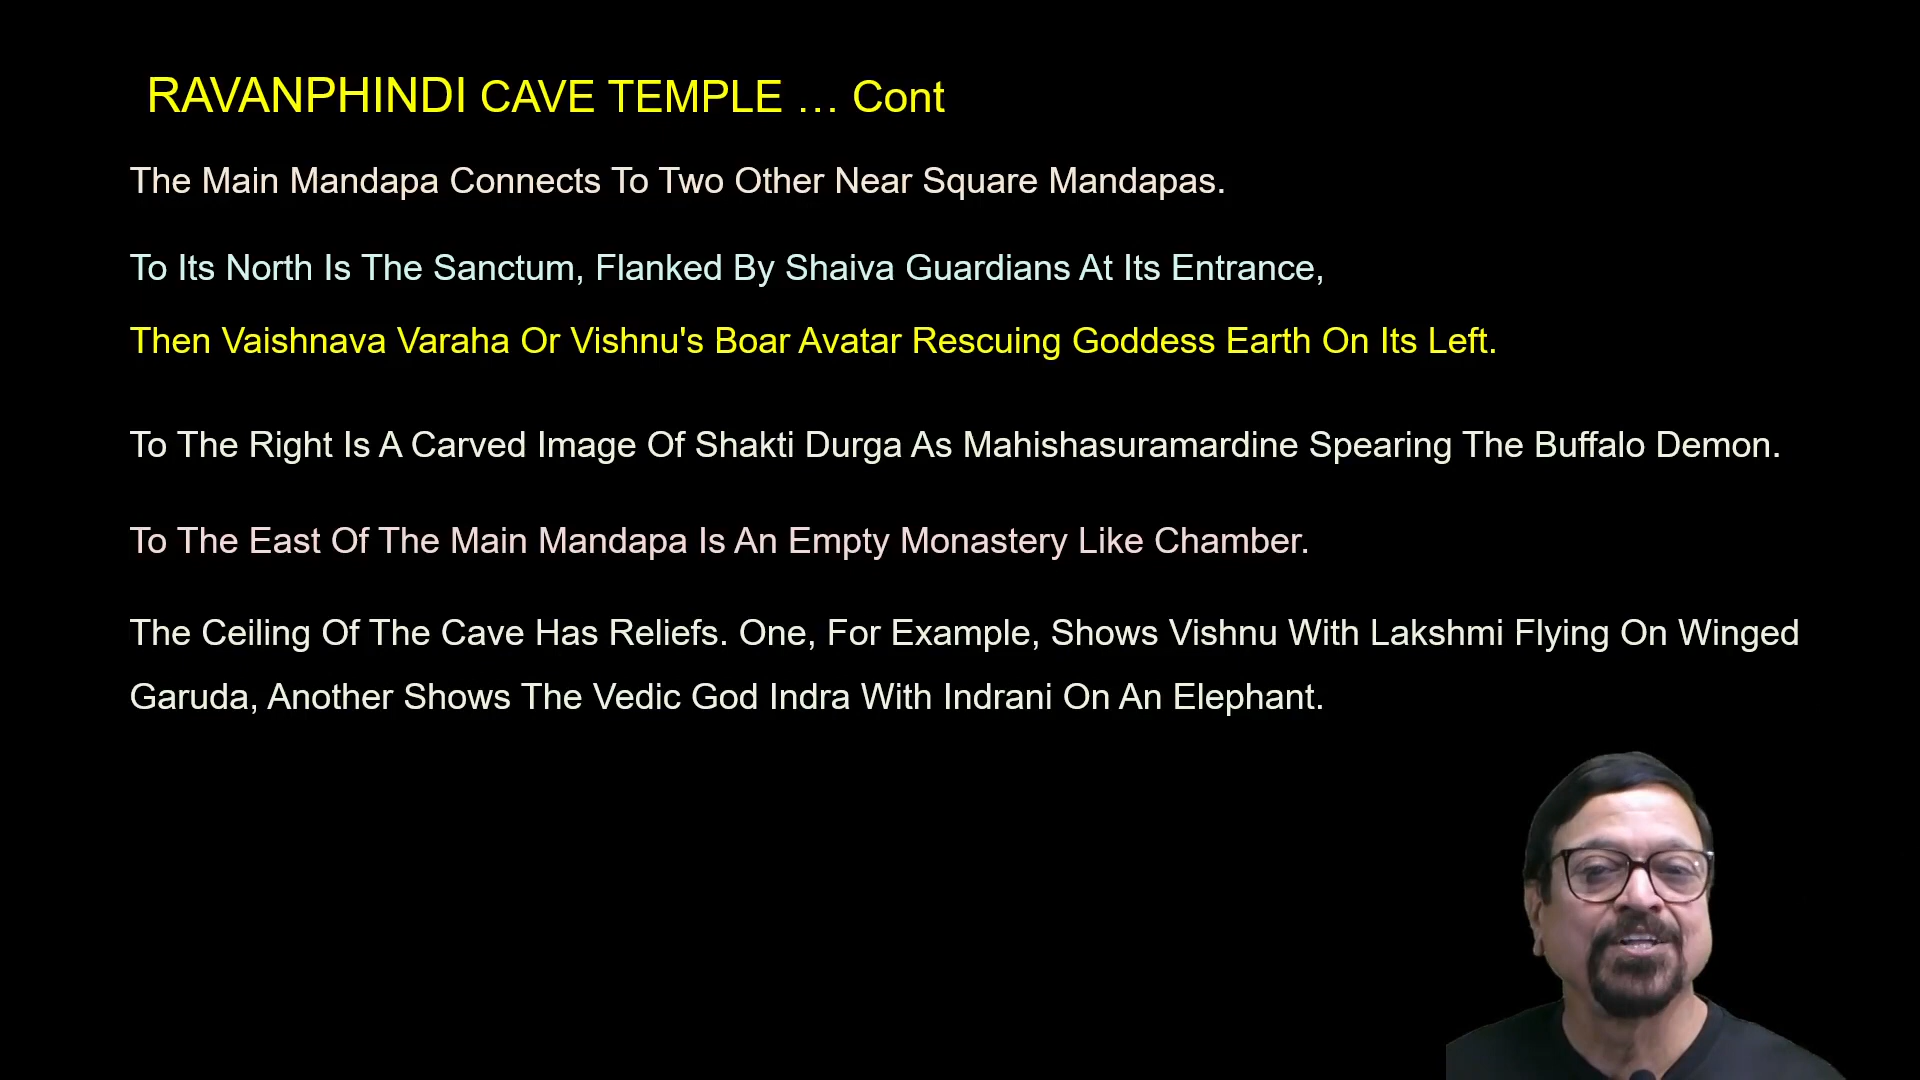 RAVANPHINDI CAVE TEMPLE … Cont
The Main Mandapa Connects To Two Other Near Square Mandapas.
To Its North Is The Sanctum, Flanked By Shaiva Guardians At Its Entrance,
Then Vaishnava Varaha Or Vishnu's Boar Avatar Rescuing Goddess Earth On Its Left.
To The Right Is A Carved Image Of Shakti Durga As Mahishasuramardine Spearing The Buffalo Demon.
To The East Of The Main Mandapa Is An Empty Monastery Like Chamber.
The Ceiling Of The Cave Has Reliefs. One, For Example, Shows Vishnu With Lakshmi Flying On Winged
Garuda, Another Shows The Vedic God Indra With Indrani On An Elephant.